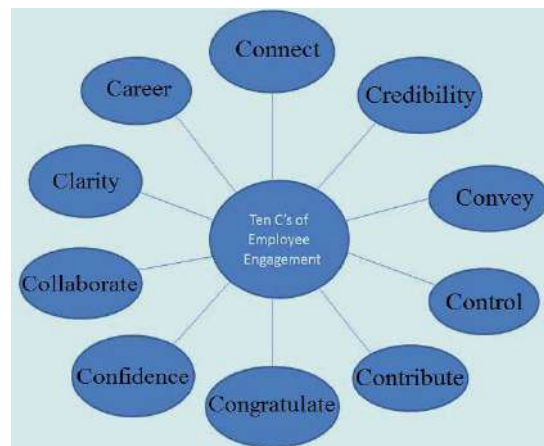 Connect
Credibility
Convey
Control
Contribute
Congratulate
Confidence
Collaborate
Clarity
Career
Ten C's of
Employee
Engagement